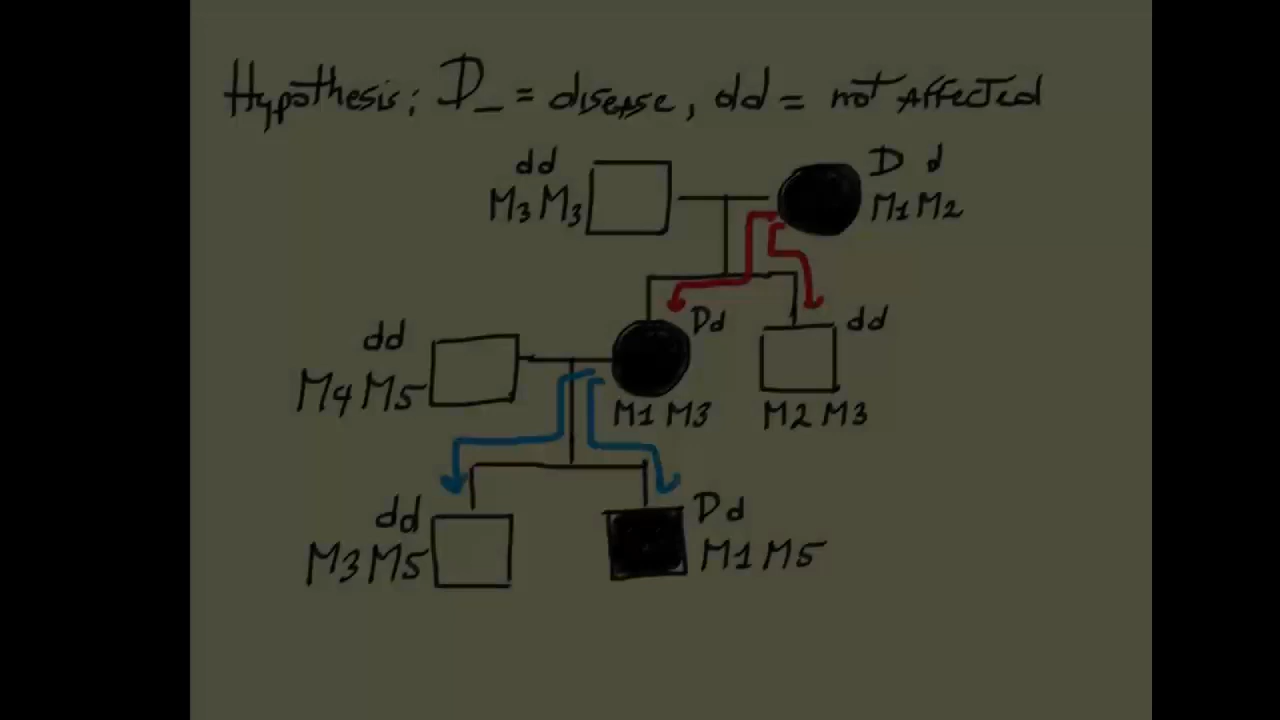 Hypothesis: D_ = disease, dd = not affected
dd
D d
M3 M3
M1 M2
Dd
dd
dd
M4 M5
M1 M3
M2 M3
dd
Dd
M3 M5
M1 M5